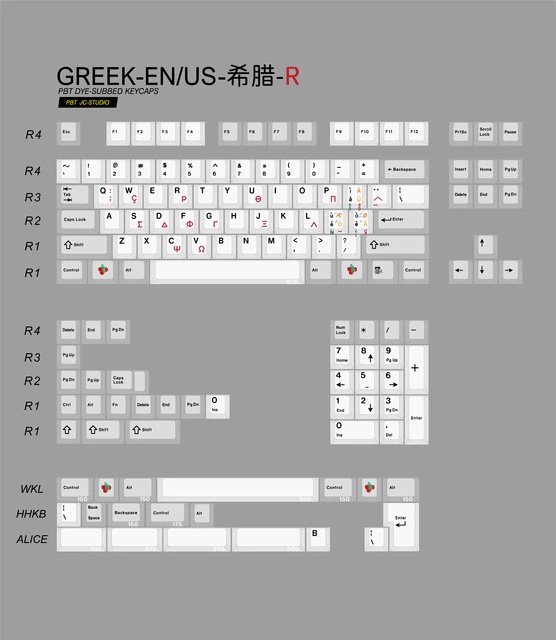 GREEK-EN/US-希腊-R
PBT DYE-SUBBED KEYCAPS
PBT JC-STUDIO
R4 Esc F1 F2 F3 F4 F5 F6 F7 F8 F9 F10 F11 F12 PrtSc Scroll Lock Pause
R4 ~ ` ! 1 @ 2 # 3 $ 4 % 5 ^ 6 & 7 * 8 ( 9 ) 0 _ - + = ← Backspace Insert Home Pg Up
R3 Tab Q : ; W E Ç R Ρ T Y U Θ I O P Π | \ Delete End Pg Dn
R2 Caps Lock A S Σ D Δ F Φ G Γ H J Ξ K L Λ Enter
R1 ⇧ Shift Z X C Ψ V Ω B N M < , > . ? / ⇧ Shift ↑
R1 Control Alt Alt Control ← ↓ →
R4 Delete End Pg Dn Num Lock * / -
R3 Pg Up 7 Home 8 ↑ 9 Pg Up +
R2 Pg Dn Pg Up Caps Lock 4 ← 5 _ 6 →
R1 Ctrl Alt Fn Delete End Pg Dn 0 Ins 1 End 2 ↓ 3 Pg Dn Enter
R1 ⇧ ⇧ Shift ⇧ Shift 0 Ins . Del
WKL Control 150 Alt 150 Control 150 Alt 150
HHKB | \ Back Space Backspace 150 Control 175 Alt Enter
ALICE B | \